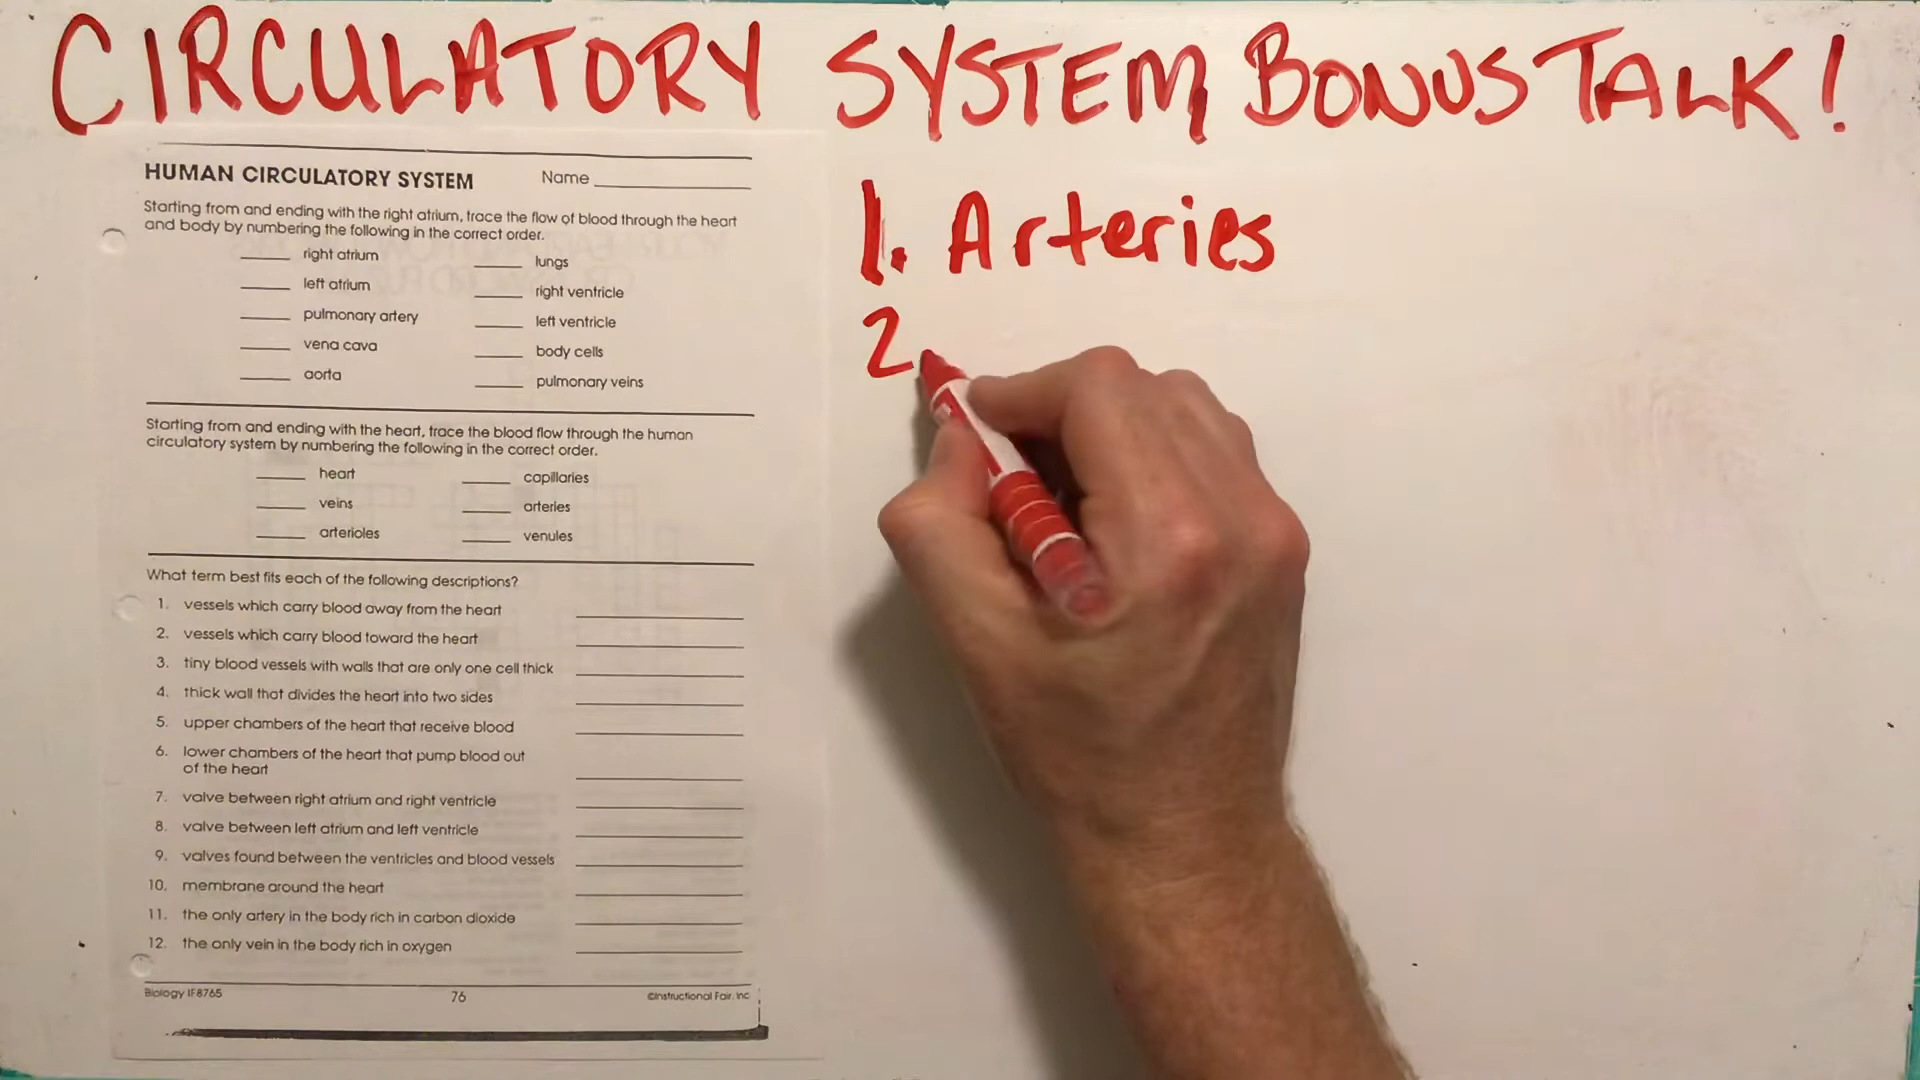 CIRCULATORY SYSTEM BONUS TALK!
HUMAN CIRCULATORY SYSTEM Name
Starting from and ending with the right atrium, trace the flow of blood through the heart
and body by numbering the following in the correct order.
right atrium
left atrium
pulmonary artery
vena cava
aorta
lungs
right ventricle
left ventricle
body cells
pulmonary veins
Starting from and ending with the heart, trace the blood flow through the human
circulatory system by numbering the following in the correct order.
heart
veins
arterioles
capillaries
arteries
venules
What term best fits each of the following descriptions?
1. vessels which carry blood away from the heart
2. vessels which carry blood toward the heart
3. tiny blood vessels with walls that are only one cell thick
4. thick wall that divides the heart into two sides
5. upper chambers of the heart that receive blood
6. lower chambers of the heart that pump blood out
of the heart
7. valve between right atrium and right ventricle
8. valve between left atrium and left ventricle
9. valves found between the ventricles and blood vessels
10. membrane around the heart
11. the only artery in the body rich in carbon dioxide
12. the only vein in the body rich in oxygen
Biology IF8765 76 ©Instructional Fair, Inc.
1. Arteries
2